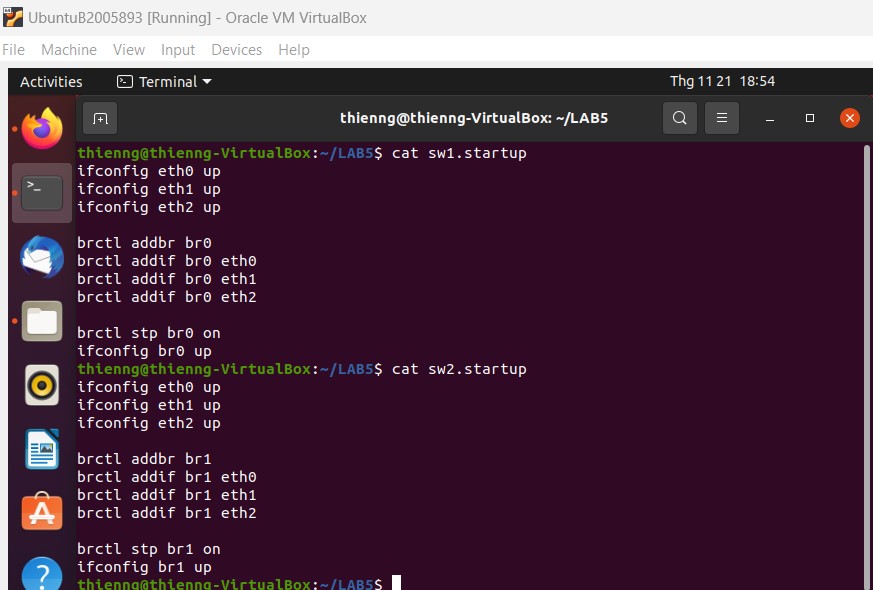 UbuntuB2005893 [Running] - Oracle VM VirtualBox
File Machine View Input Devices Help
Activities Terminal Thg 11 21 18:54
thienng@thienng-VirtualBox: ~/LAB5
thienng@thienng-VirtualBox:~/LAB5$ cat sw1.startup
ifconfig eth0 up
ifconfig eth1 up
ifconfig eth2 up
brctl addbr br0
brctl addif br0 eth0
brctl addif br0 eth1
brctl addif br0 eth2
brctl stp br0 on
ifconfig br0 up
thienng@thienng-VirtualBox:~/LAB5$ cat sw2.startup
ifconfig eth0 up
ifconfig eth1 up
ifconfig eth2 up
brctl addbr br1
brctl addif br1 eth0
brctl addif br1 eth1
brctl addif br1 eth2
brctl stp br1 on
ifconfig br1 up
thienng@thienng-VirtualBox:~/LAB5$